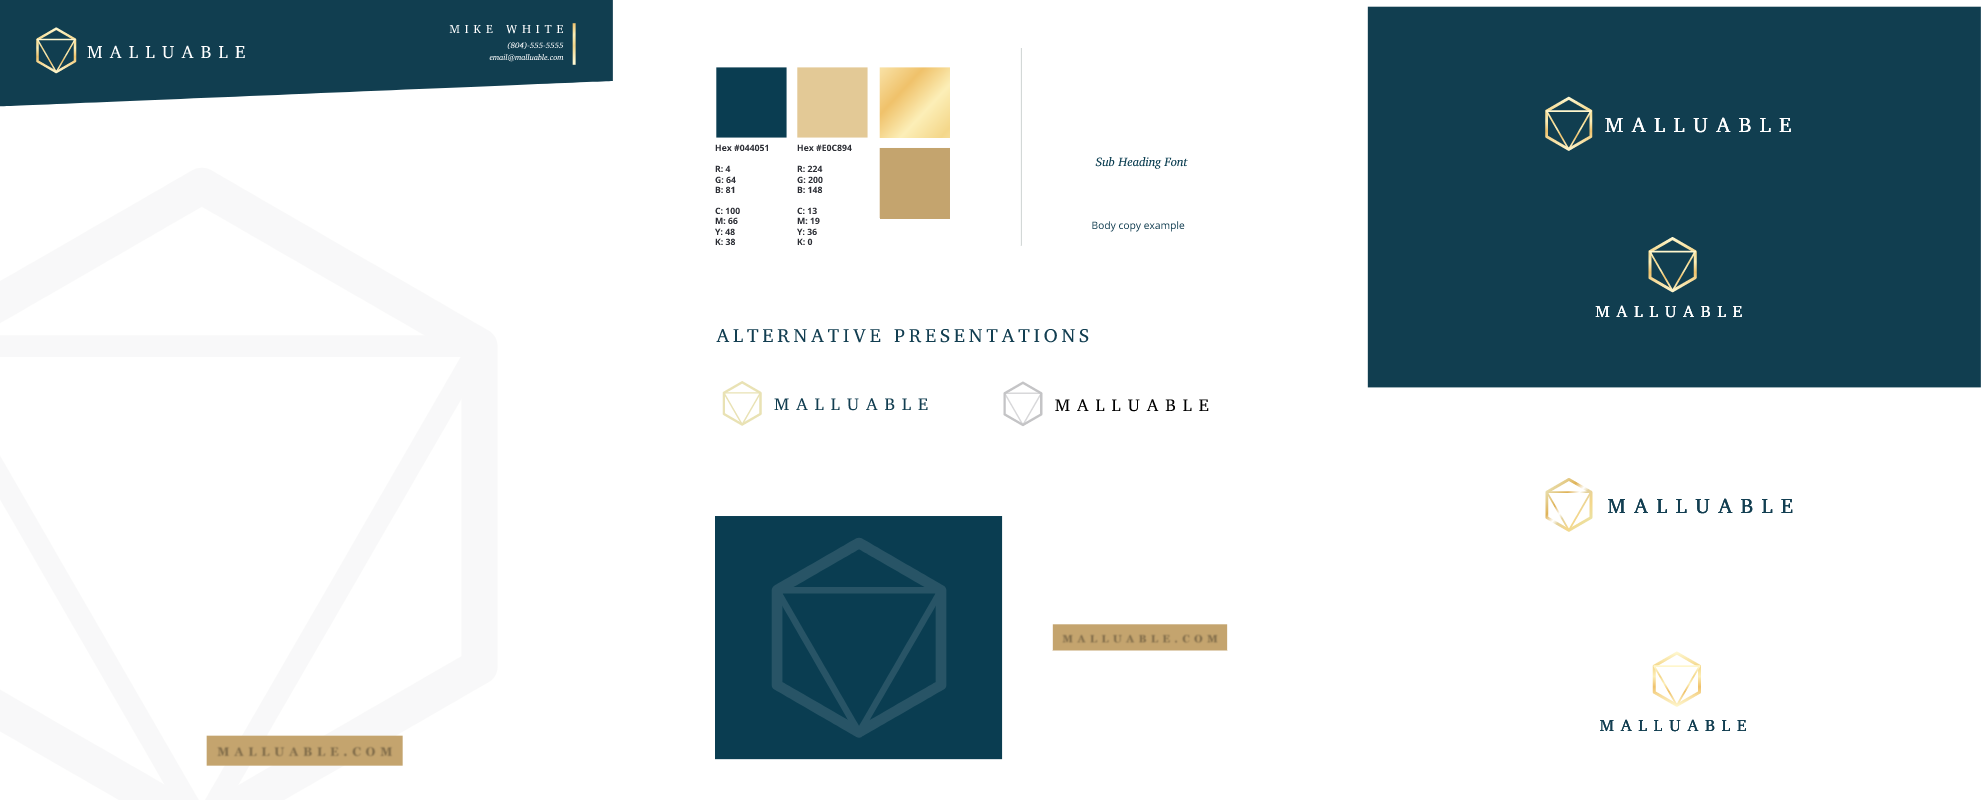 MALLUABLE
MIKE WHITE
(804)-555-5555
email@malluable.com
MALLUABLE.COM
Hex #044051
R: 4
G: 64
B: 81
C: 100
M: 66
Y: 48
K: 38
Hex #E0C894
R: 224
G: 200
B: 148
C: 13
M: 19
Y: 36
K: 0
Sub Heading Font
Body copy example
ALTERNATIVE PRESENTATIONS
MALLUABLE
MALLUABLE
MALLUABLE.COM
MALLUABLE
MALLUABLE
MALLUABLE
MALLUABLE